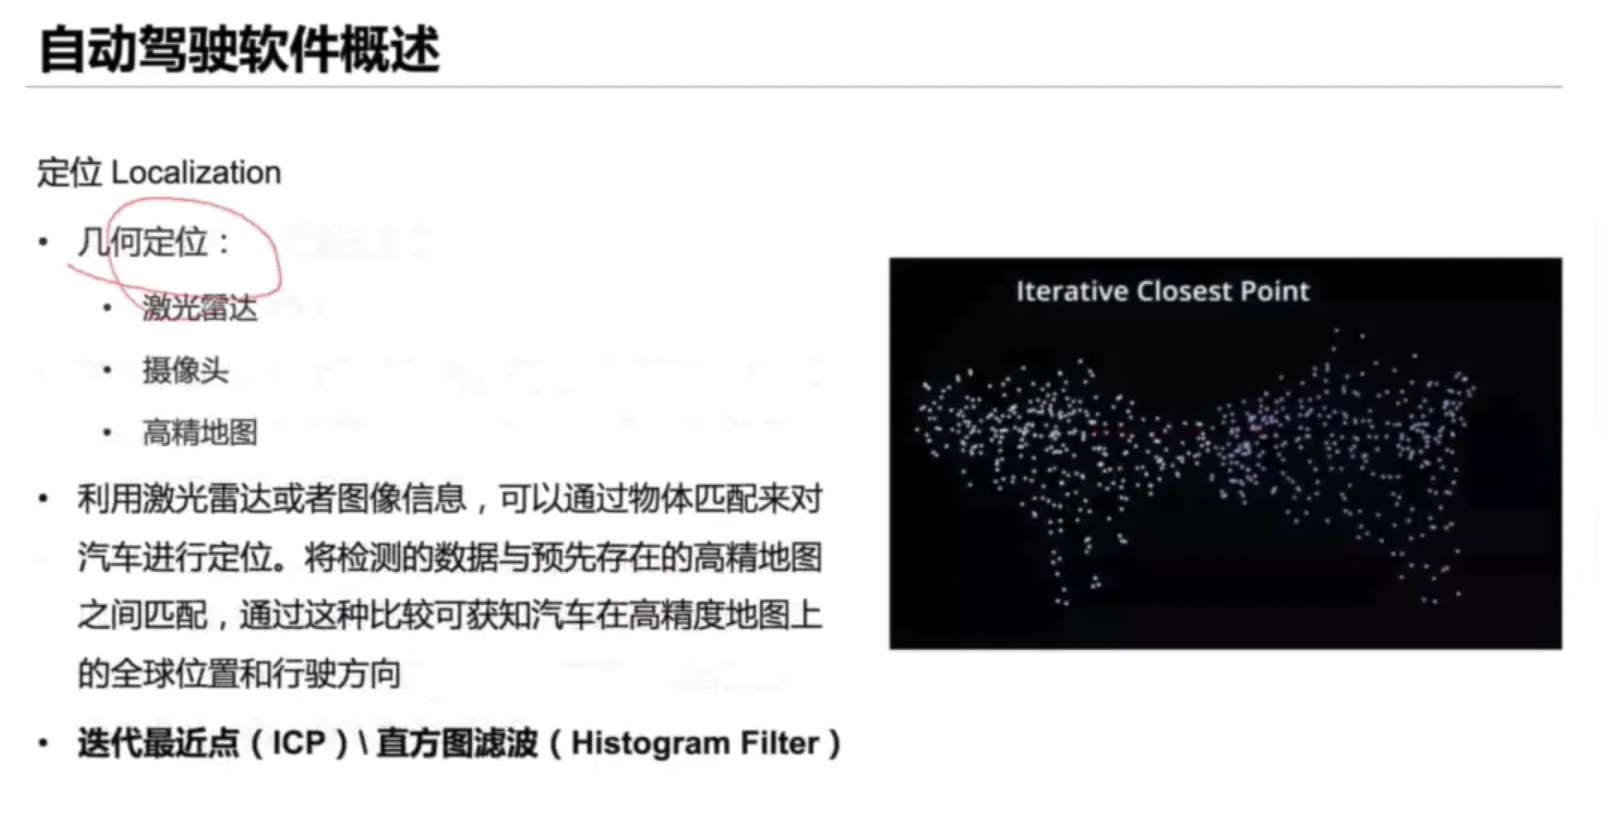 自动驾驶软件概述
定位 Localization
• 几何定位：
• 激光雷达
• 摄像头
• 高精地图
• 利用激光雷达或者图像信息，可以通过物体匹配来对
汽车进行定位。将检测的数据与预先存在的高精地图
之间匹配，通过这种比较可获知汽车在高精度地图上
的全球位置和行驶方向
• 迭代最近点（ICP）\ 直方图滤波（Histogram Filter）
Iterative Closest Point